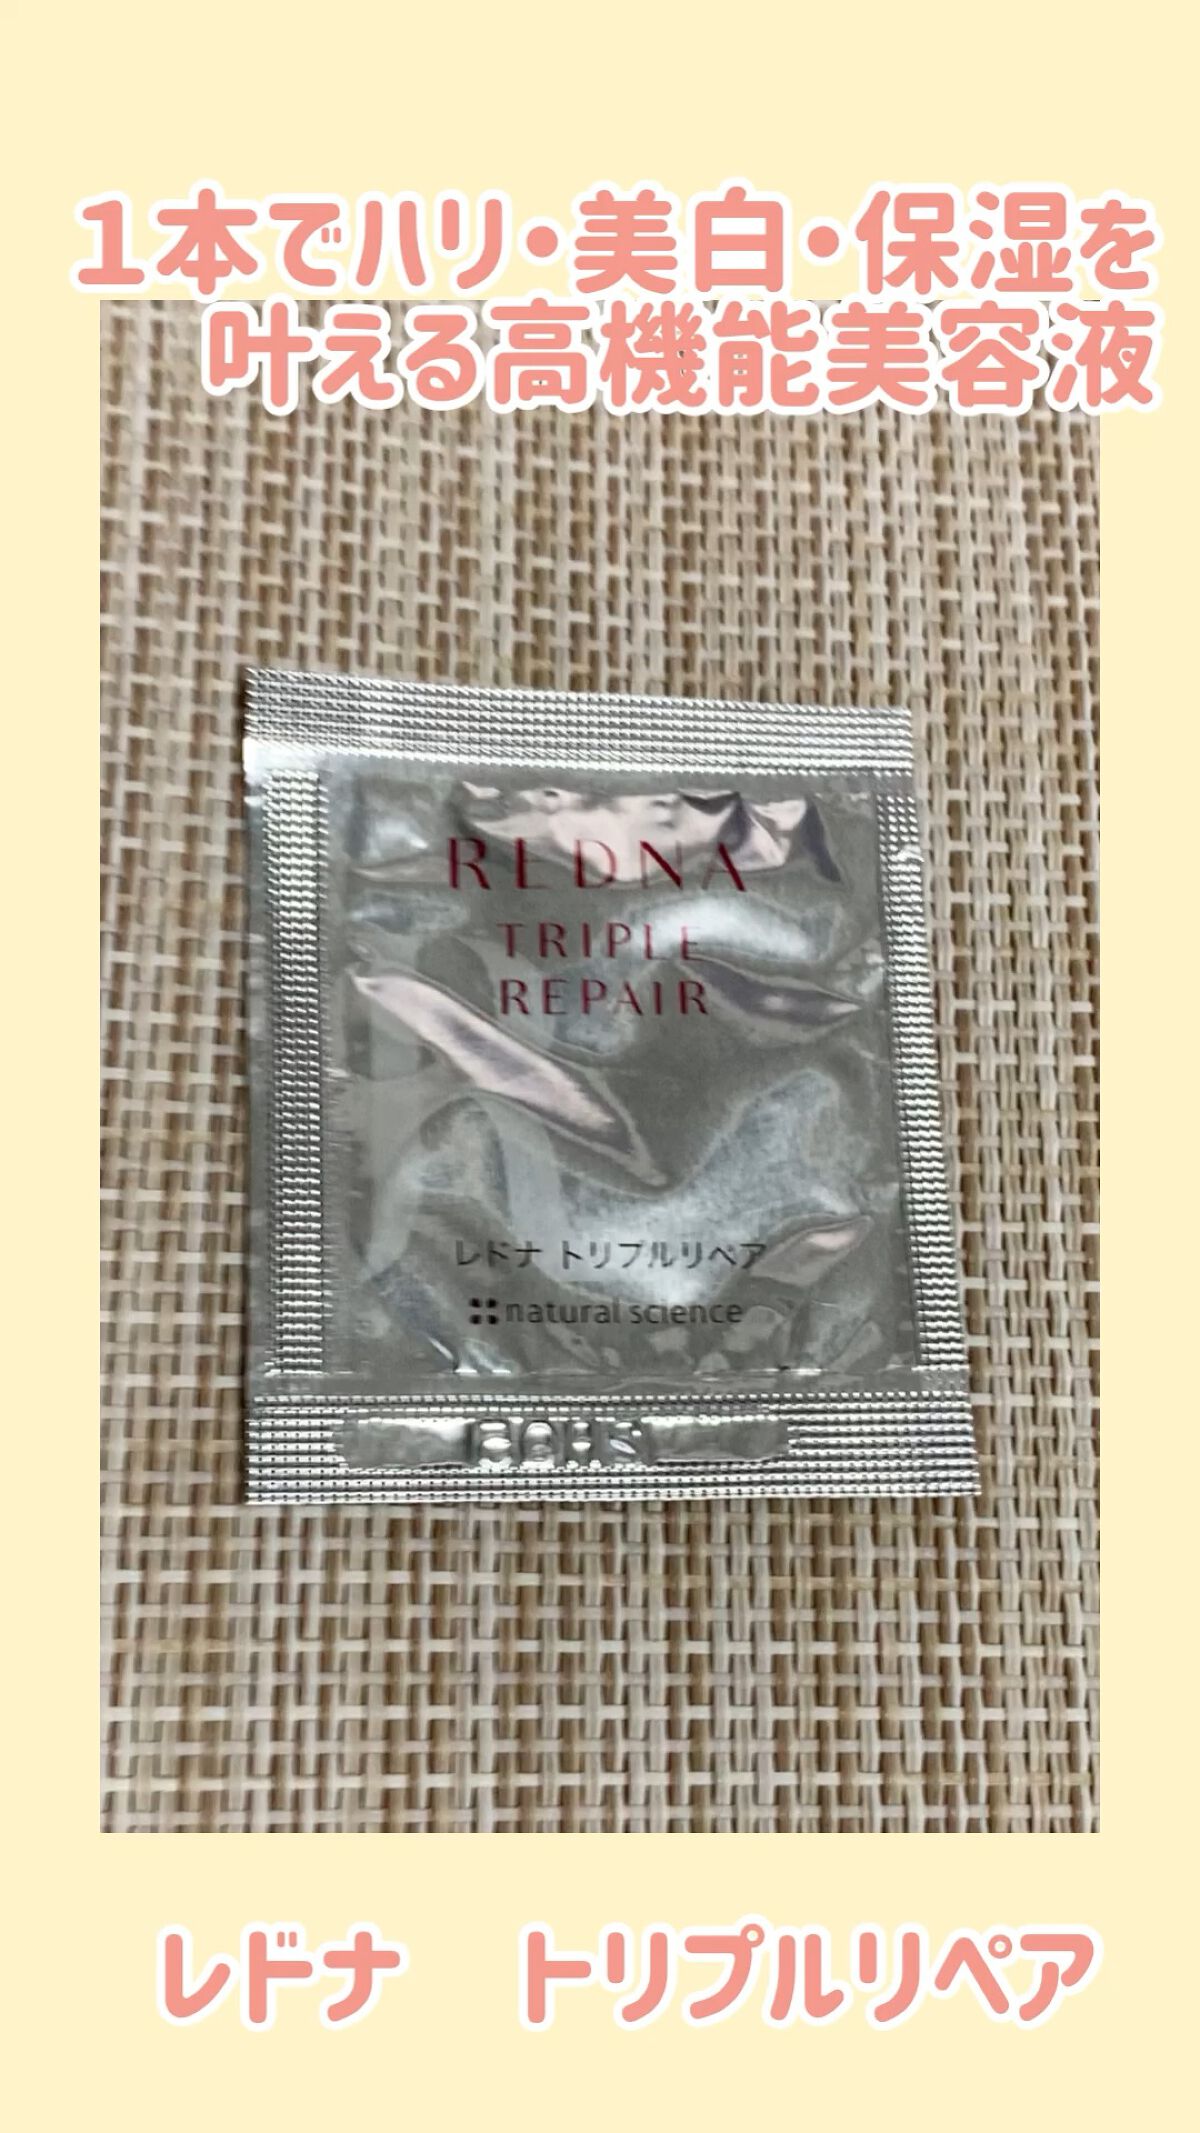 1本でハリ・美白・保湿を
叶える高機能美容液
REDNA
TRIPLE
REPAIR
レドナ トリプルリペア
natural science
レドナ トリプルリペア